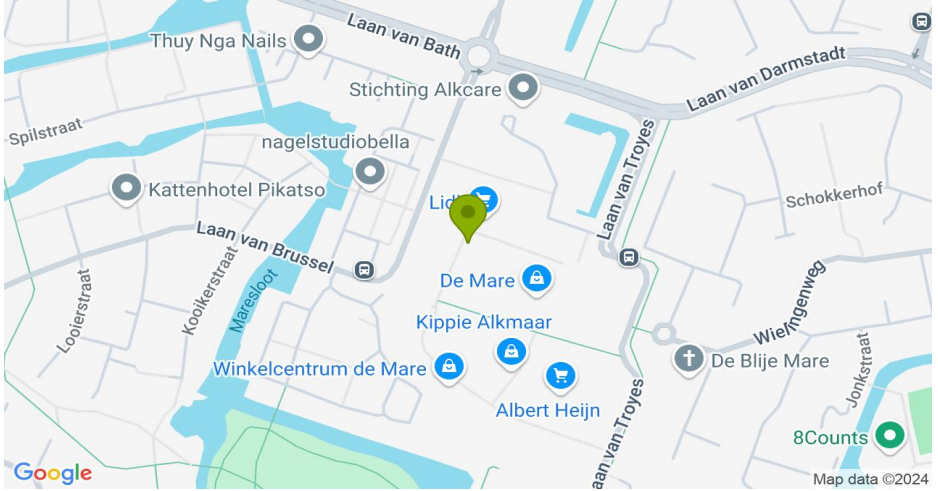 Laan van Bath
Thuy Nga Nails
Laan van Darmstadt
Stichting Alkcare
Spilstraat
nagelstudiobella
Laan van Troyes
Kattenhotel Pikatso
Schokkerhof
Lidl
Laan van Brussel
Kooikerstraat
Looierstraat
Maresloot
De Mare
Wieringenweg
Kippie Alkmaar
Winkelcentrum de Mare
De Blije Mare
Jonkstraat
Albert Heijn
Laan van Troyes
8Counts
Google
Map data ©2024